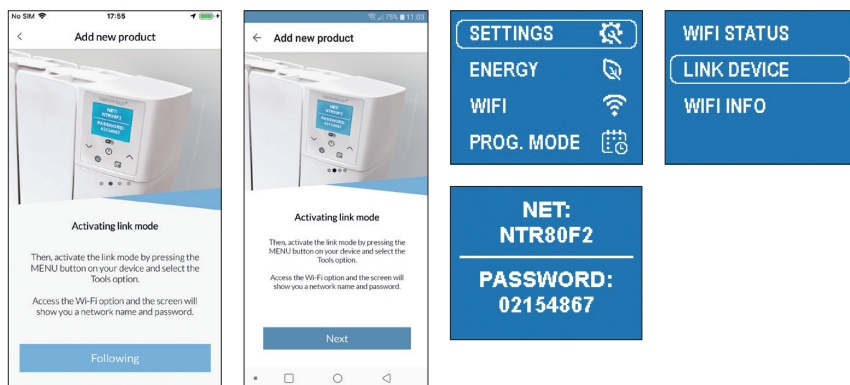 No SIM 17:55
Add new product
NET:
NTR80F2
PASSWORD:
02154867
Activating link mode
Then, activate the link mode by pressing the
MENU button on your device and select the
Tools option.
Access the Wi-Fi option and the screen will
show you a network name and password.
Following
75% 11:03
Add new product
NET:
NTR80F2
PASSWORD:
02154867
Activating link mode
Then, activate the link mode by pressing the
MENU button on your device and select the
Tools option.
Access the Wi-Fi option and the screen will
show you a network name and password.
Next
SETTINGS
ENERGY
WIFI
PROG. MODE
WIFI STATUS
LINK DEVICE
WIFI INFO
NET:
NTR80F2
PASSWORD:
02154867